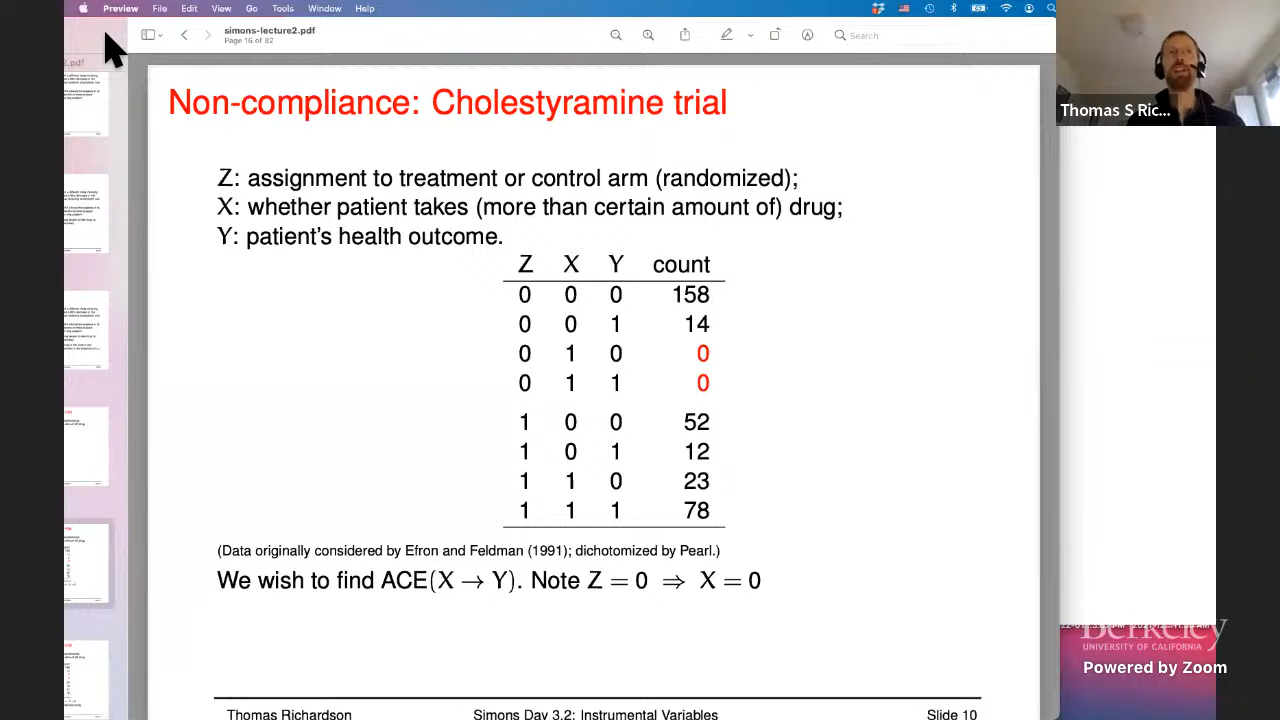 Preview File Edit View Go Tools Window Help
simons-lecture2.pdf
Page 16 of 82
Search
2.pdf
Thomas S Ric...
Non-compliance: Cholestyramine trial
Z: assignment to treatment or control arm (randomized);
X: whether patient takes (more than certain amount of) drug;
Y: patient's health outcome.
Z X Y count
0 0 0 158
0 0 1 14
0 1 0 0
0 1 1 0
1 0 0 52
1 0 1 12
1 1 0 23
1 1 1 78
(Data originally considered by Efron and Feldman (1991); dichotomized by Pearl.)
We wish to find ACE(X → Y). Note Z = 0 ⇒ X = 0
Thomas Richardson Simons Day 3.2: Instrumental Variables Slide 10
Berkeley
UNIVERSITY OF CALIFORNIA
Powered by Zoom